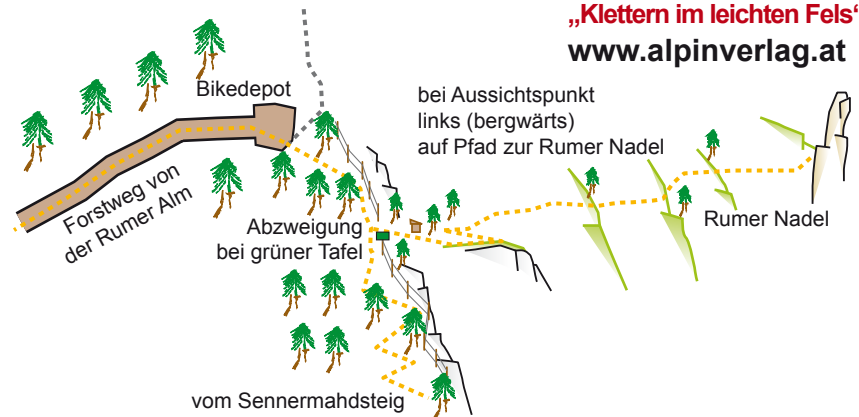 „Klettern im leichten Fels“
www.alpinverlag.at
Bikedepot
bei Aussichtspunkt
links (bergwärts)
auf Pfad zur Rumer Nadel
Forstweg von
der Rumer Alm
Abzweigung
bei grüner Tafel
Rumer Nadel
vom Sennermahdsteig